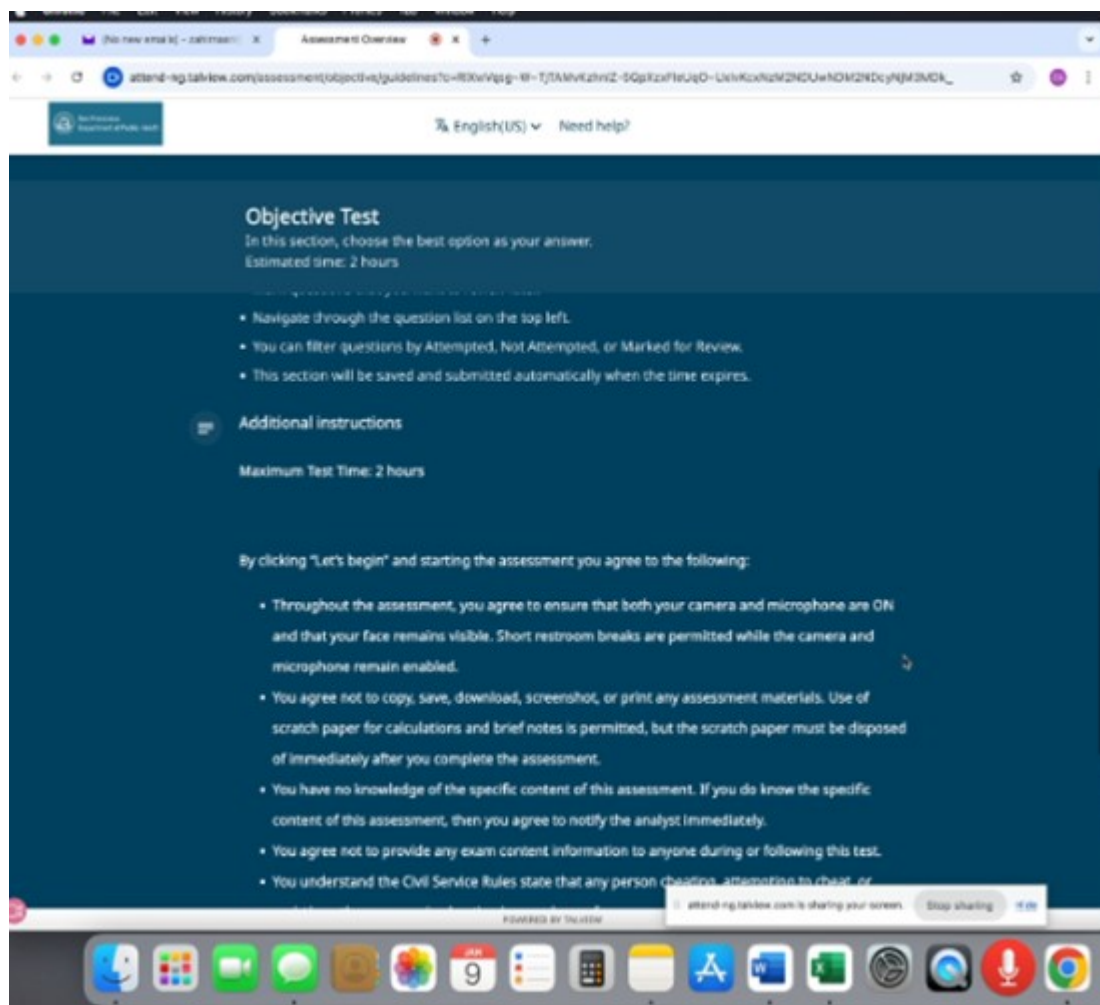 Assessment Overview
English(US) Need help?
Objective Test
In this section, choose the best option as your answer.
Estimated time: 2 hours
• Navigate through the question list on the top left.
• You can filter questions by Attempted, Not Attempted, or Marked for Review.
• This section will be saved and submitted automatically when the time expires.
Additional instructions
Maximum Test Time: 2 hours
By clicking "Let's begin" and starting the assessment you agree to the following:
• Throughout the assessment, you agree to ensure that both your camera and microphone are ON
and that your face remains visible. Short restroom breaks are permitted while the camera and
microphone remain enabled.
• You agree not to copy, save, download, screenshot, or print any assessment materials. Use of
scratch paper for calculations and brief notes is permitted, but the scratch paper must be disposed
of immediately after you complete the assessment.
• You have no knowledge of the specific content of this assessment. If you do know the specific
content of this assessment, then you agree to notify the analyst immediately.
• You agree not to provide any exam content information to anyone during or following this test.
• You understand the Civil Service Rules state that any person cheating, attempting to cheat, or
attend-ng.talview.com is sharing your screen. Stop sharing Hide
POWERED BY TALVIEW
JAN
9